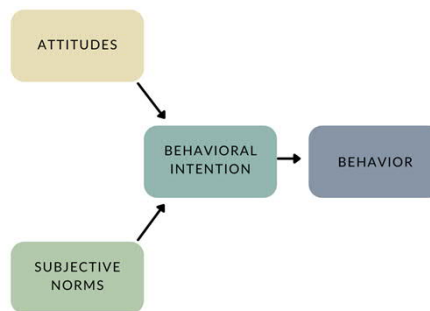 ATTITUDES
BEHAVIORAL
INTENTION
BEHAVIOR
SUBJECTIVE
NORMS